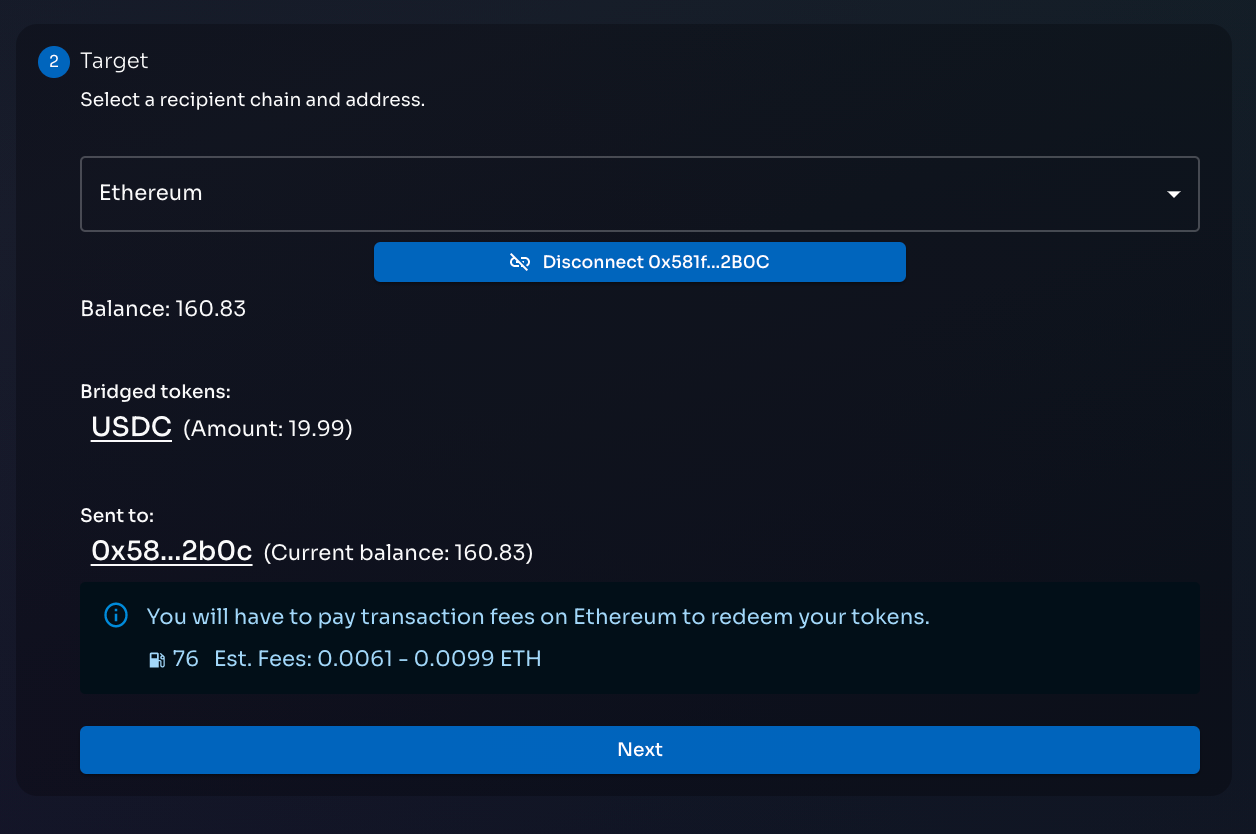 2 Target
Select a recipient chain and address.
Ethereum
Disconnect 0x581f...2B0C
Balance: 160.83
Bridged tokens:
USDC (Amount: 19.99)
Sent to:
0x58...2b0c (Current balance: 160.83)
You will have to pay transaction fees on Ethereum to redeem your tokens.
76 Est. Fees: 0.0061 - 0.0099 ETH
Next